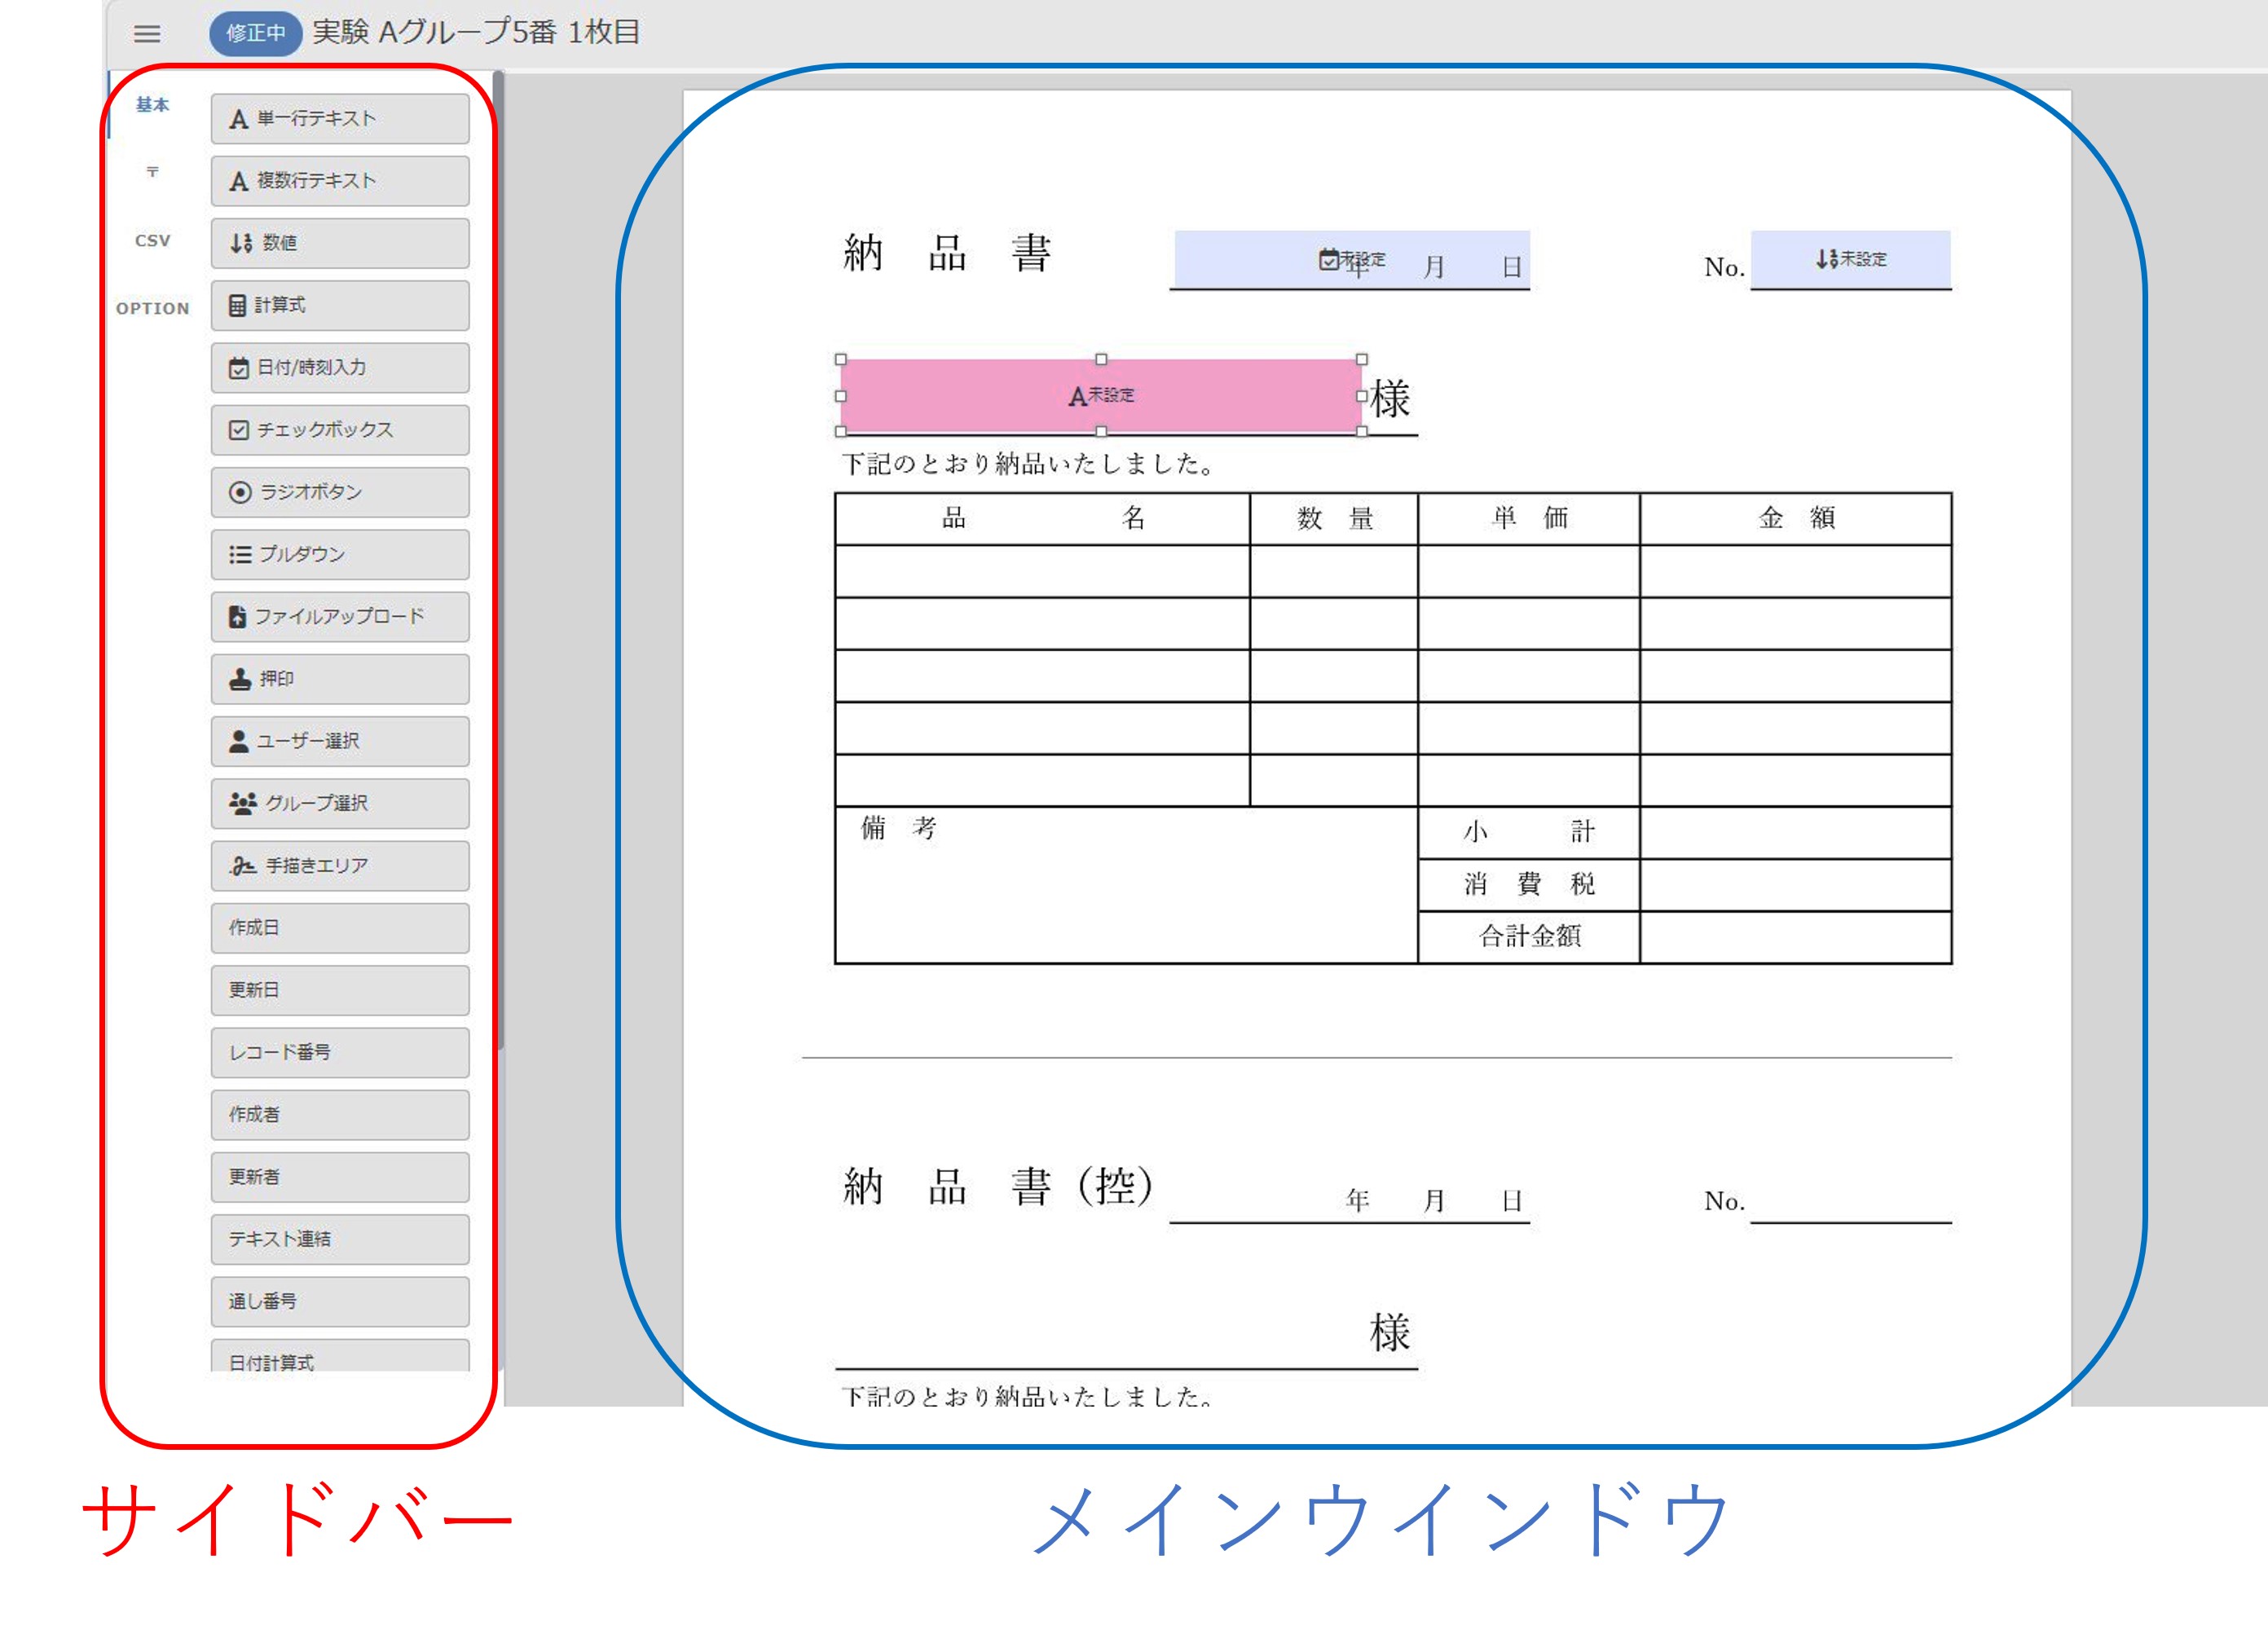 修正中 実験 Aグループ5番 1枚目
基本
〒
CSV
OPTION
単一行テキスト
複数行テキスト
数値
計算式
日付/時刻入力
チェックボックス
ラジオボタン
プルダウン
ファイルアップロード
押印
ユーザー選択
グループ選択
手描きエリア
作成日
更新日
レコード番号
作成者
更新者
テキスト連結
通し番号
日付計算式
納 品 書 未設定 年 月 日 No. 未設定
未設定 様
下記のとおり納品いたしました。
品 名 数 量 単 価 金 額
備 考 小 計
消 費 税
合計金額
納 品 書 (控) 年 月 日 No.
様
下記のとおり納品いたしました。
サイドバー メインウインドウ